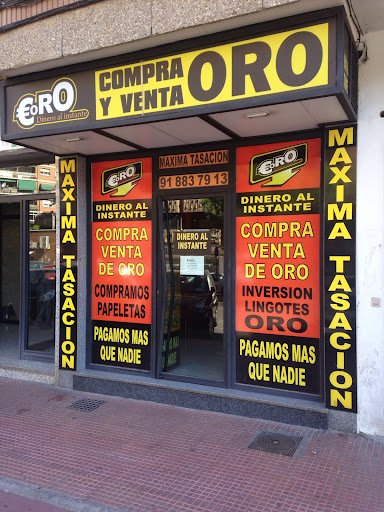 €ORO
Dinero al instante
COMPRA
Y VENTA
ORO
MAXIMA TASACION
MAXIMA TASACION
91 883 79 13
€ORO
DINERO AL
INSTANTE
COMPRA
VENTA
DE ORO
COMPRAMOS
PAPELETAS
PAGAMOS MAS
QUE NADIE
DINERO AL
INSTANTE
€ORO
DINERO AL
INSTANTE
COMPRA
VENTA
DE ORO
INVERSION
LINGOTES
ORO
PAGAMOS MAS
QUE NADIE
MAXIMA TASACION